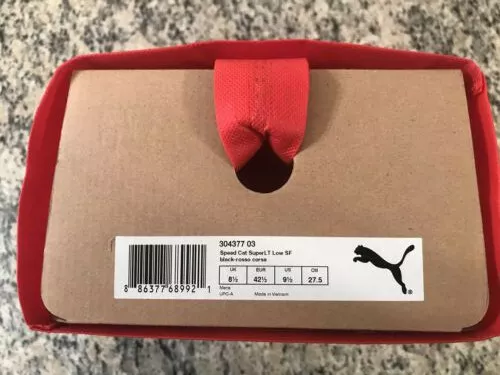 304377 03
Speed Cat SuperLT Low SF
black-rosso corsa
UK EUR US CM
8½ 42½ 9½ 27.5
Mens
UPC-A Made in Vietnam
8 86377 68992 1